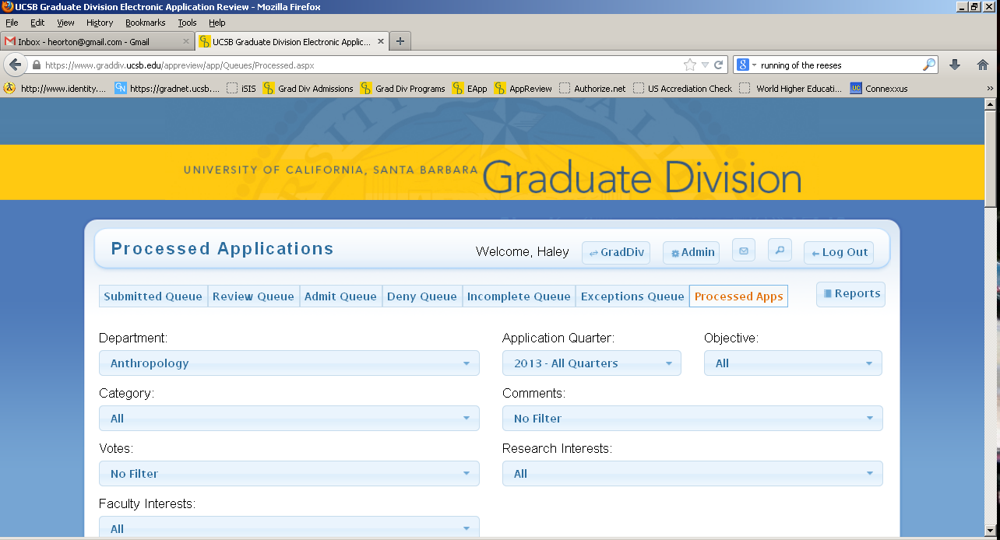 UCSB Graduate Division Electronic Application Review - Mozilla Firefox
File Edit View History Bookmarks Tools Help
Inbox - heorton@gmail.com - Gmail × UCSB Graduate Division Electronic Applic... × +
https://www.graddiv.ucsb.edu/appreview/app/Queues/Processed.aspx running of the reeses
http://www.identity.... https://gradnet.ucsb.... iSIS Grad Div Admissions Grad Div Programs EApp AppReview Authorize.net US Accrediation Check World Higher Educati... Connexxus »
UNIVERSITY OF CALIFORNIA, SANTA BARBARA Graduate Division
Processed Applications Welcome, Haley GradDiv Admin Log Out
Submitted Queue Review Queue Admit Queue Deny Queue Incomplete Queue Exceptions Queue Processed Apps Reports
Department: Application Quarter: Objective:
Anthropology 2013 - All Quarters All
Category: Comments:
All No Filter
Votes: Research Interests:
No Filter All
Faculty Interests:
All